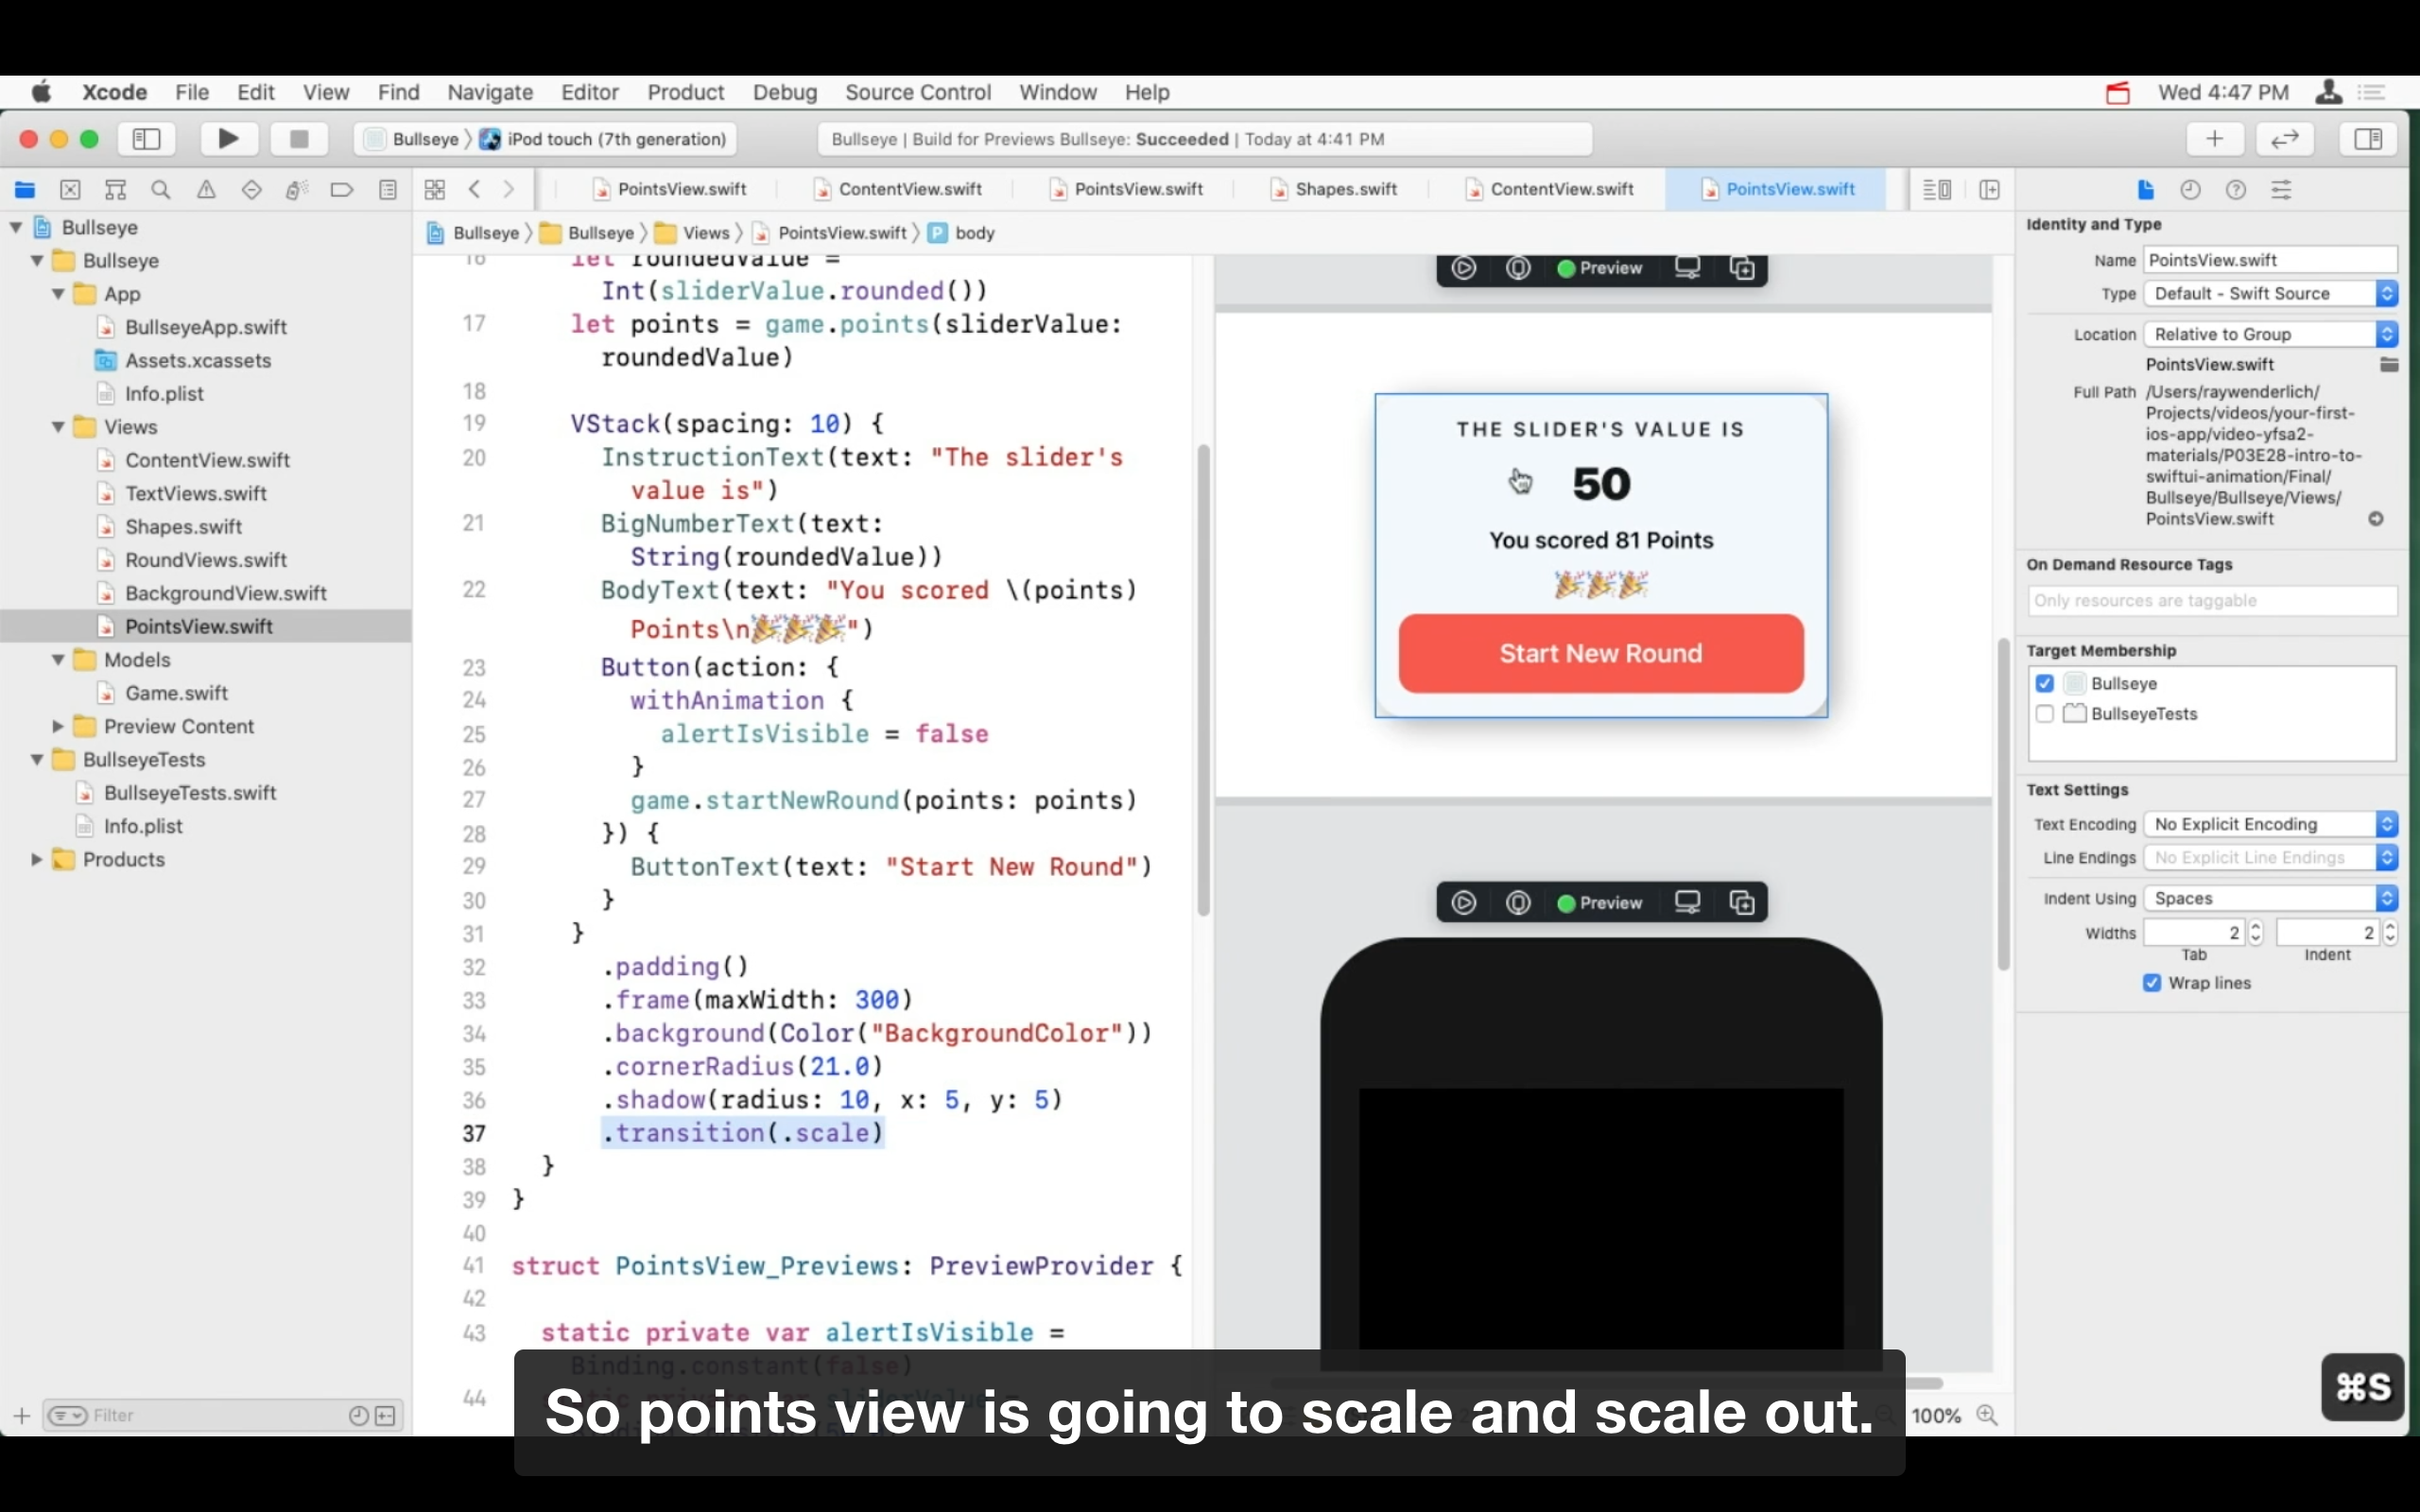 Xcode File Edit View Find Navigate Editor Product Debug Source Control Window Help Wed 4:47 PM
Bullseye 〉 iPod touch (7th generation) Bullseye | Build for Previews Bullseye: Succeeded | Today at 4:41 PM
PointsView.swift ContentView.swift PointsView.swift Shapes.swift ContentView.swift PointsView.swift
Bullseye 〉 Bullseye 〉 Views 〉 PointsView.swift 〉 P body
Bullseye
Bullseye
App
BullseyeApp.swift
Assets.xcassets
Info.plist
Views
ContentView.swift
TextViews.swift
Shapes.swift
RoundViews.swift
BackgroundView.swift
PointsView.swift
Models
Game.swift
Preview Content
BullseyeTests
BullseyeTests.swift
Info.plist
Products
Filter
16 let roundedValue =
Int(sliderValue.rounded())
17 let points = game.points(sliderValue:
roundedValue)
18
19 VStack(spacing: 10) {
20 InstructionText(text: "The slider's
value is")
21 BigNumberText(text:
String(roundedValue))
22 BodyText(text: "You scored \(points)
Points\n🎉🎉🎉")
23 Button(action: {
24 withAnimation {
25 alertIsVisible = false
26 }
27 game.startNewRound(points: points)
28 }) {
29 ButtonText(text: "Start New Round")
30 }
31 }
32 .padding()
33 .frame(maxWidth: 300)
34 .background(Color("BackgroundColor"))
35 .cornerRadius(21.0)
36 .shadow(radius: 10, x: 5, y: 5)
37 .transition(.scale)
38 }
39 }
40
41 struct PointsView_Previews: PreviewProvider {
42
43 static private var alertIsVisible =
Binding.constant(false)
44
Preview
THE SLIDER'S VALUE IS
50
You scored 81 Points
🎉🎉🎉
Start New Round
Preview
100%
Identity and Type
Name PointsView.swift
Type Default - Swift Source
Location Relative to Group
PointsView.swift
Full Path /Users/raywenderlich/
Projects/videos/your-first-
ios-app/video-yfsa2-
materials/P03E28-intro-to-
swiftui-animation/Final/
Bullseye/Bullseye/Views/
PointsView.swift
On Demand Resource Tags
Only resources are taggable
Target Membership
Bullseye
BullseyeTests
Text Settings
Text Encoding No Explicit Encoding
Line Endings No Explicit Line Endings
Indent Using Spaces
Widths 2 2
Tab Indent
Wrap lines
⌘S
So points view is going to scale and scale out.